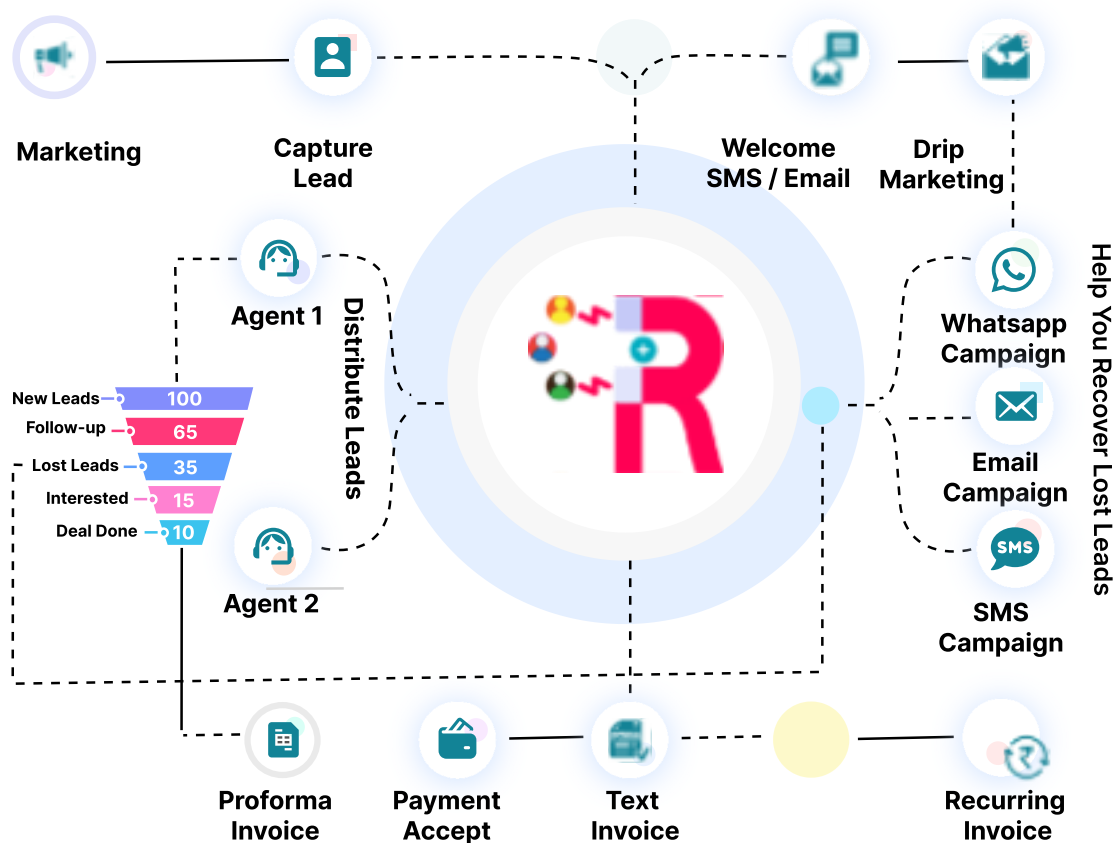 Marketing
Capture
Lead
Welcome
SMS / Email
Drip
Marketing
Agent 1
Distribute Leads
Whatsapp
Campaign
Help You Recover Lost Leads
New Leads
100
Follow-up
65
Lost Leads
35
Interested
15
Deal Done
10
Email
Campaign
SMS
Agent 2
SMS
Campaign
R
Proforma
Invoice
Payment
Accept
Text
Invoice
Recurring
Invoice
₹